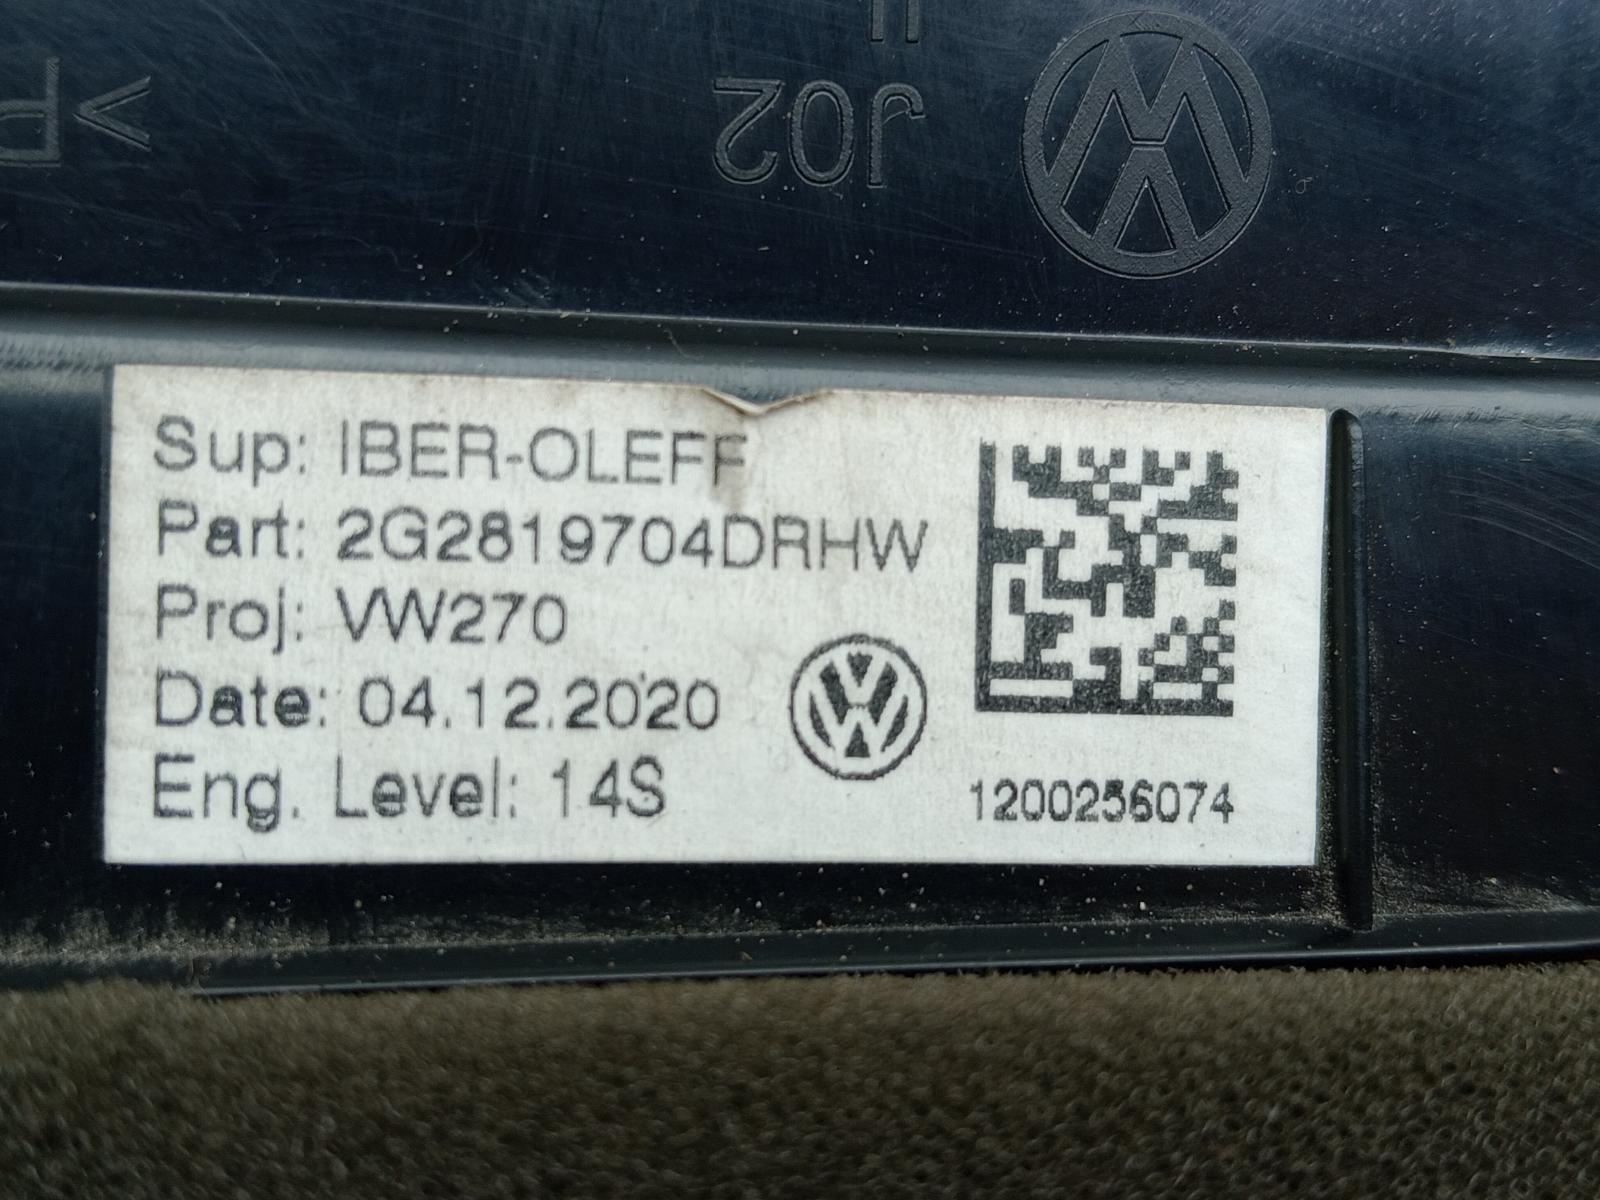 J02
>P
Sup: IBER-OLEFF
Part: 2G2819704DRHW
Proj: VW270
Date: 04.12.2020
Eng. Level: 14S
1200256074